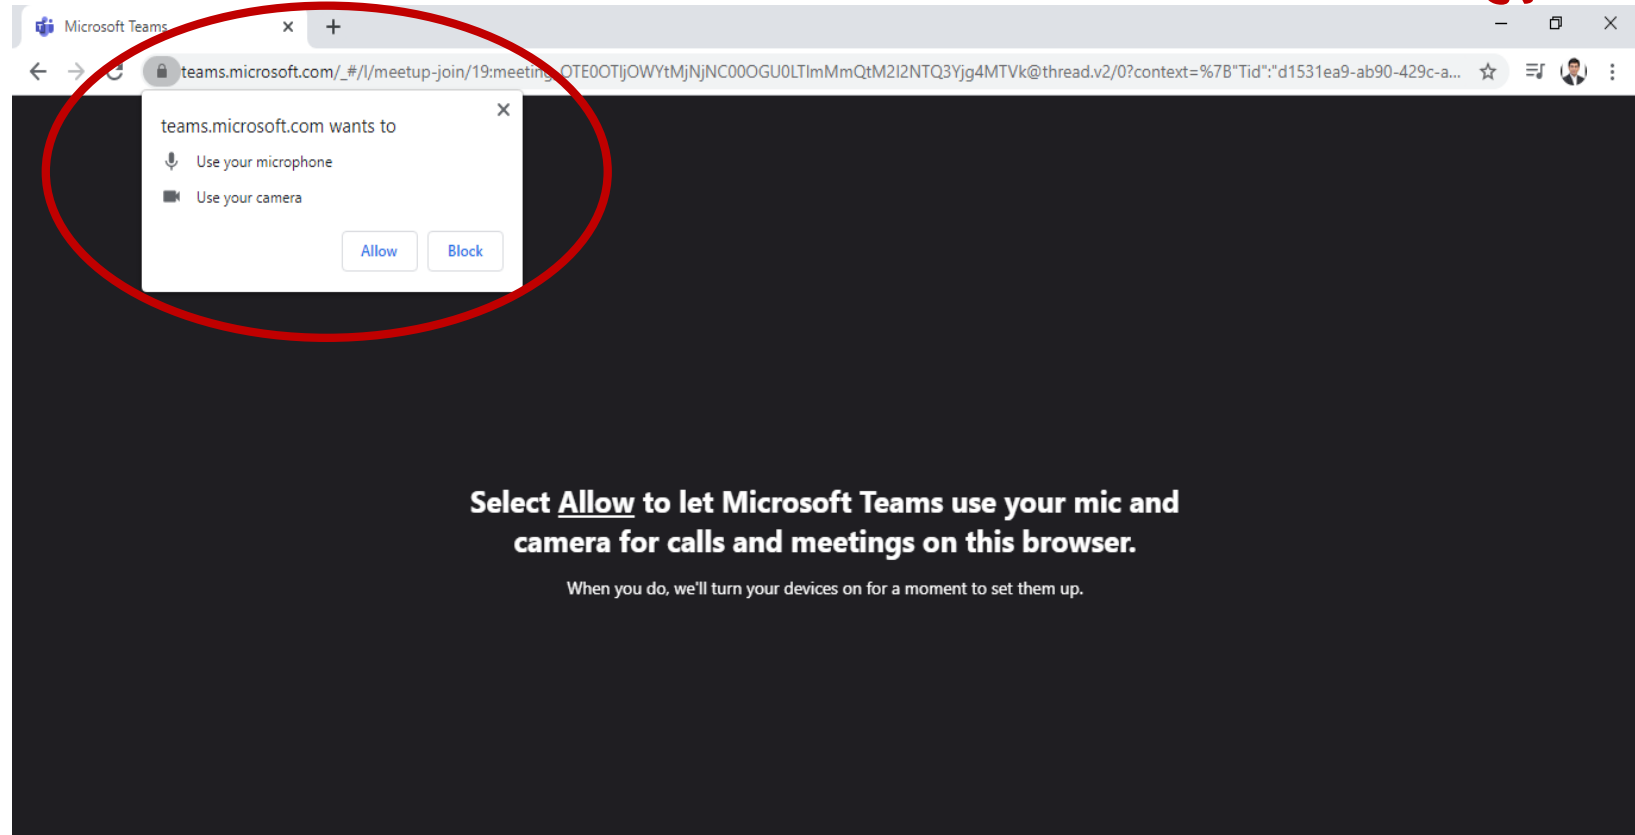 Microsoft Teams
teams.microsoft.com/_#/l/meetup-join/19:meeting_OTE0OTljOWYtMjNjNC00OGU0LTlmMmQtM2I2NTQ3Yjg4MTVk@thread.v2/0?context=%7B"Tid":"d1531ea9-ab90-429c-a...
teams.microsoft.com wants to
Use your microphone
Use your camera
Allow
Block
Select Allow to let Microsoft Teams use your mic and
camera for calls and meetings on this browser.
When you do, we'll turn your devices on for a moment to set them up.